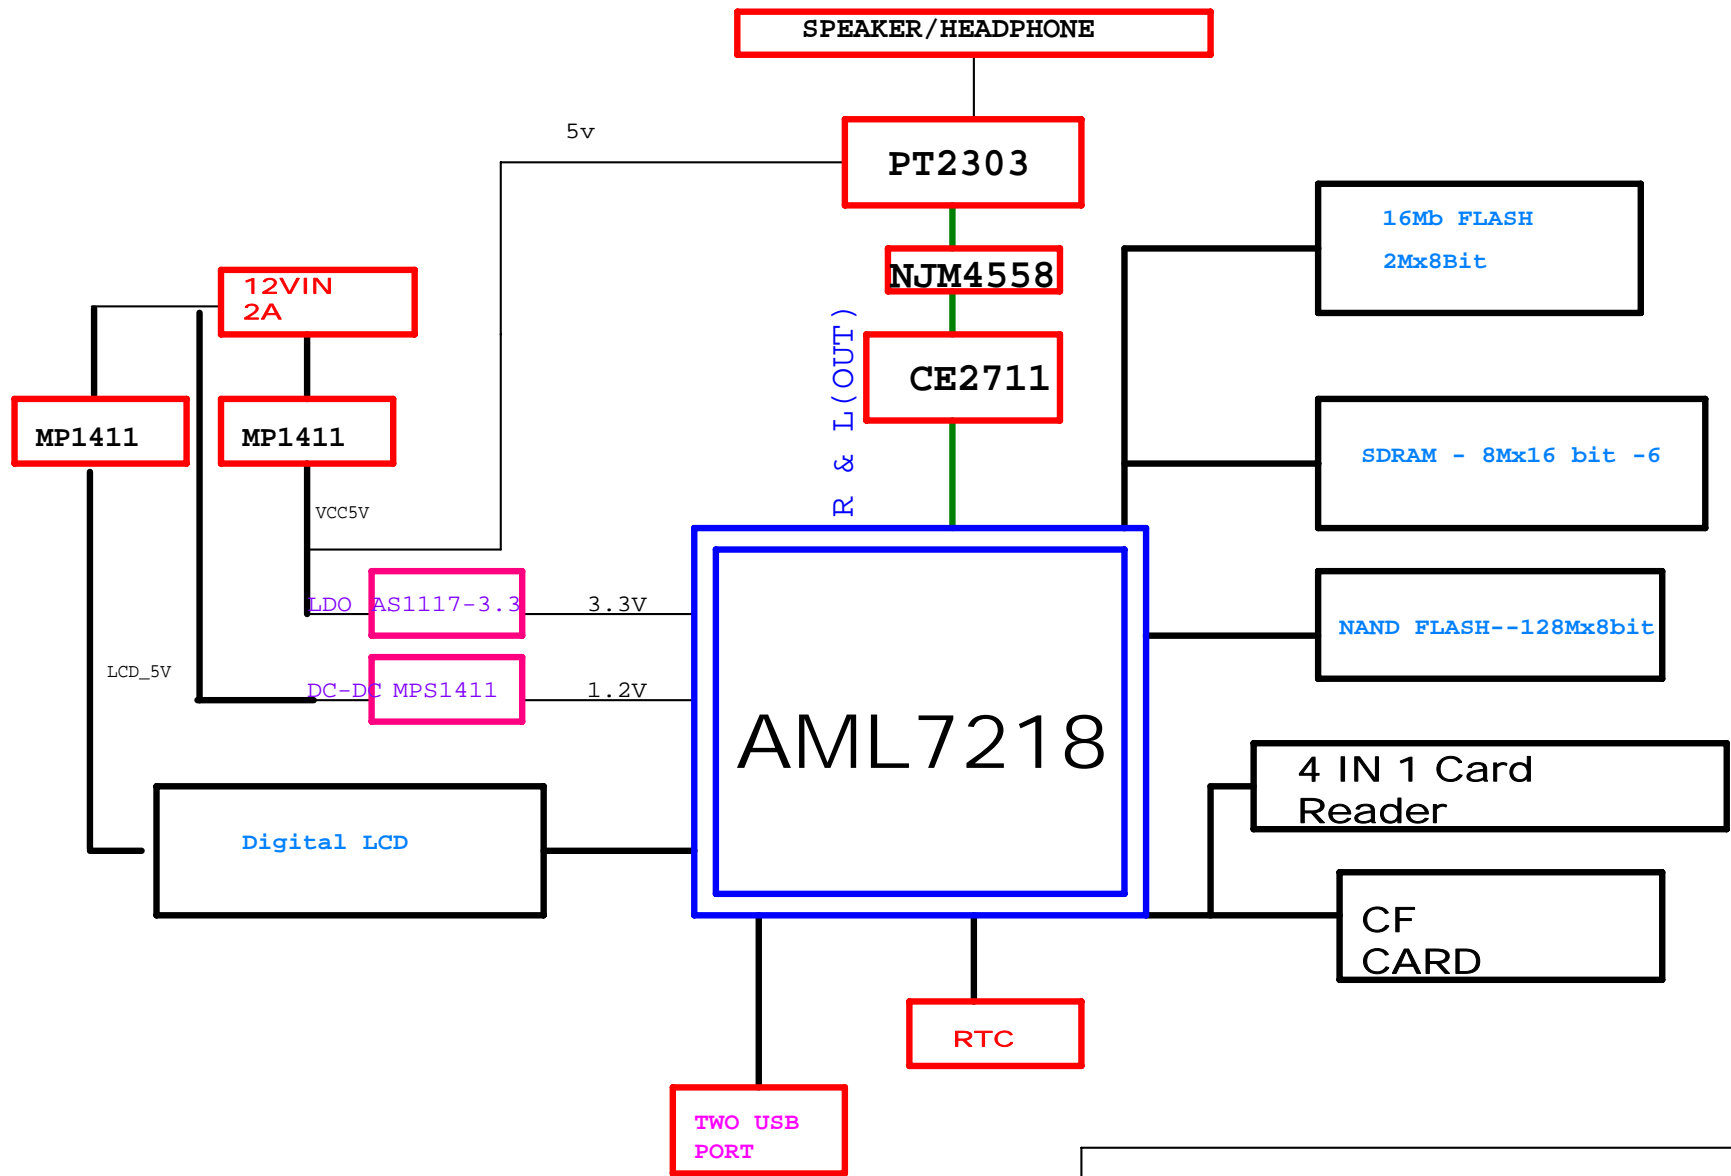 SPEAKER/HEADPHONE
5v
PT2303
16Mb FLASH
2Mx8Bit
NJM4558
12VIN
2A
R & L(OUT)
CE2711
MP1411
MP1411
SDRAM - 8Mx16 bit -6
VCC5V
LDO AS1117-3.3
3.3V
NAND FLASH--128Mx8bit
LCD_5V
DC-DC MPS1411
1.2V
AML7218
4 IN 1 Card
Reader
Digital LCD
CF
CARD
RTC
TWO USB
PORT